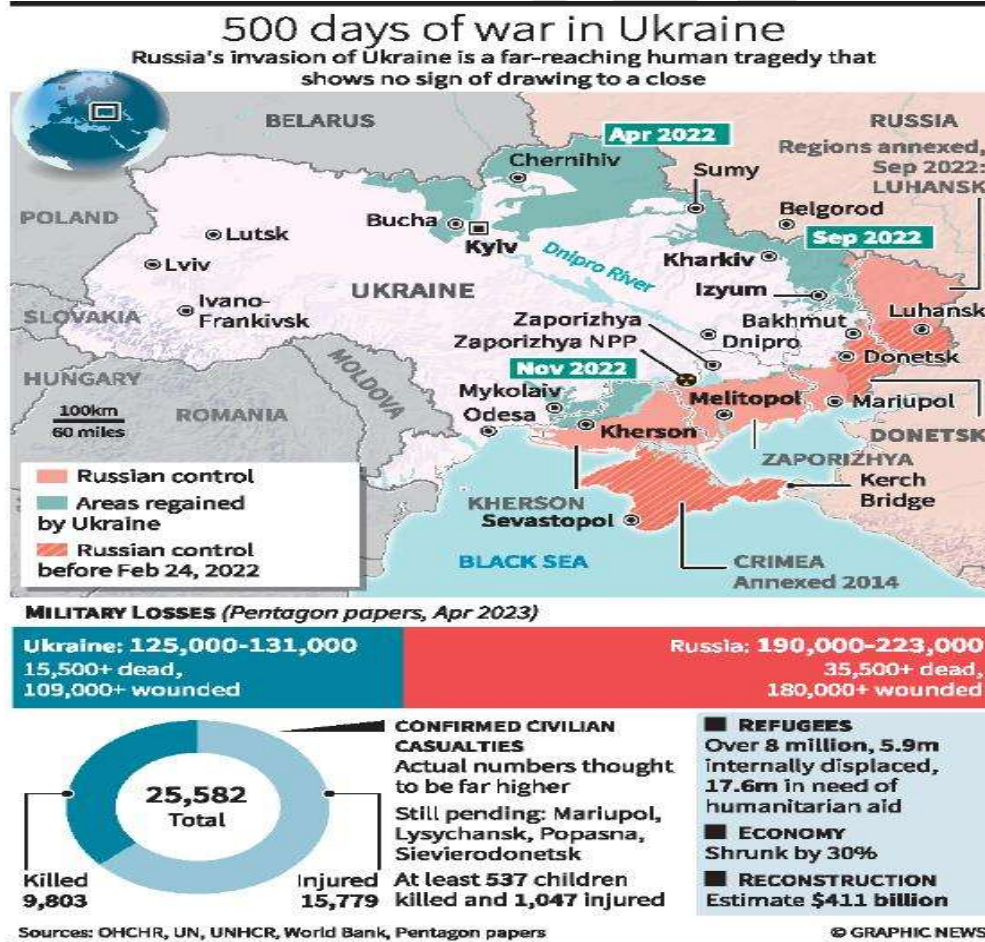 500 days of war in Ukraine
Russia's invasion of Ukraine is a far-reaching human tragedy that
shows no sign of drawing to a close
BELARUS
Apr 2022
RUSSIA
Regions annexed,
Sep 2022:
LUHANSK
Chernihiv
Sumy
POLAND
Bucha
Kyiv
Belgorod
Sep 2022
Lutsk
Lviv
Dnipro River
Kharkiv
UKRAINE
Izyum
Ivano-
Frankivsk
SLOVAKIA
Zaporizhya
Zaporizhya NPP
Bakhmut
Luhansk
Dnipro
Donetsk
HUNGARY
MOLDOVA
Nov 2022
Mykolaiv
Melitopol
Mariupol
100km
60 miles
ROMANIA
Odesa
Kherson
DONETSK
ZAPORIZHYA
Kerch
Bridge
Russian control
Areas regained
by Ukraine
Russian control
before Feb 24, 2022
KHERSON
Sevastopol
BLACK SEA
CRIMEA
Annexed 2014
MILITARY LOSSES (Pentagon papers, Apr 2023)
Ukraine: 125,000-131,000
15,500+ dead,
109,000+ wounded
Russia: 190,000-223,000
35,500+ dead,
180,000+ wounded
25,582
Total
Killed
9,803
Injured
15,779
CONFIRMED CIVILIAN
CASUALTIES
Actual numbers thought
to be far higher
Still pending: Mariupol,
Lysychansk, Popasna,
Sievierodonetsk
At least 537 children
killed and 1,047 injured
REFUGEES
Over 8 million, 5.9m
internally displaced,
17.6m in need of
humanitarian aid
ECONOMY
Shrunk by 30%
RECONSTRUCTION
Estimate $411 billion
Sources: OHCHR, UN, UNHCR, World Bank, Pentagon papers
© GRAPHIC NEWS